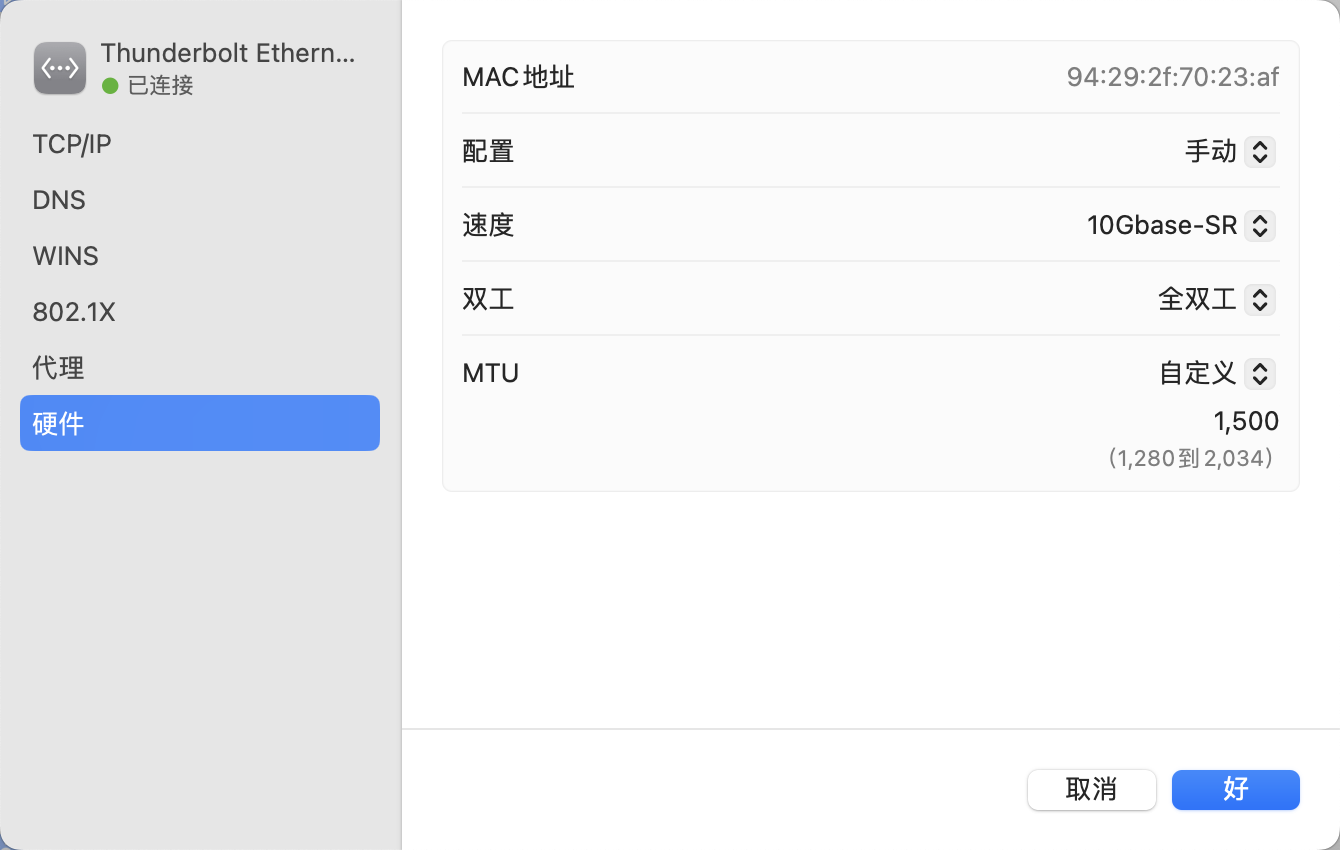 Thunderbolt Ethern...
已连接
TCP/IP
DNS
WINS
802.1X
代理
硬件
MAC地址 94:29:2f:70:23:af
配置 手动
速度 10Gbase-SR
双工 全双工
MTU 自定义
1,500
（1,280到2,034）
取消 好